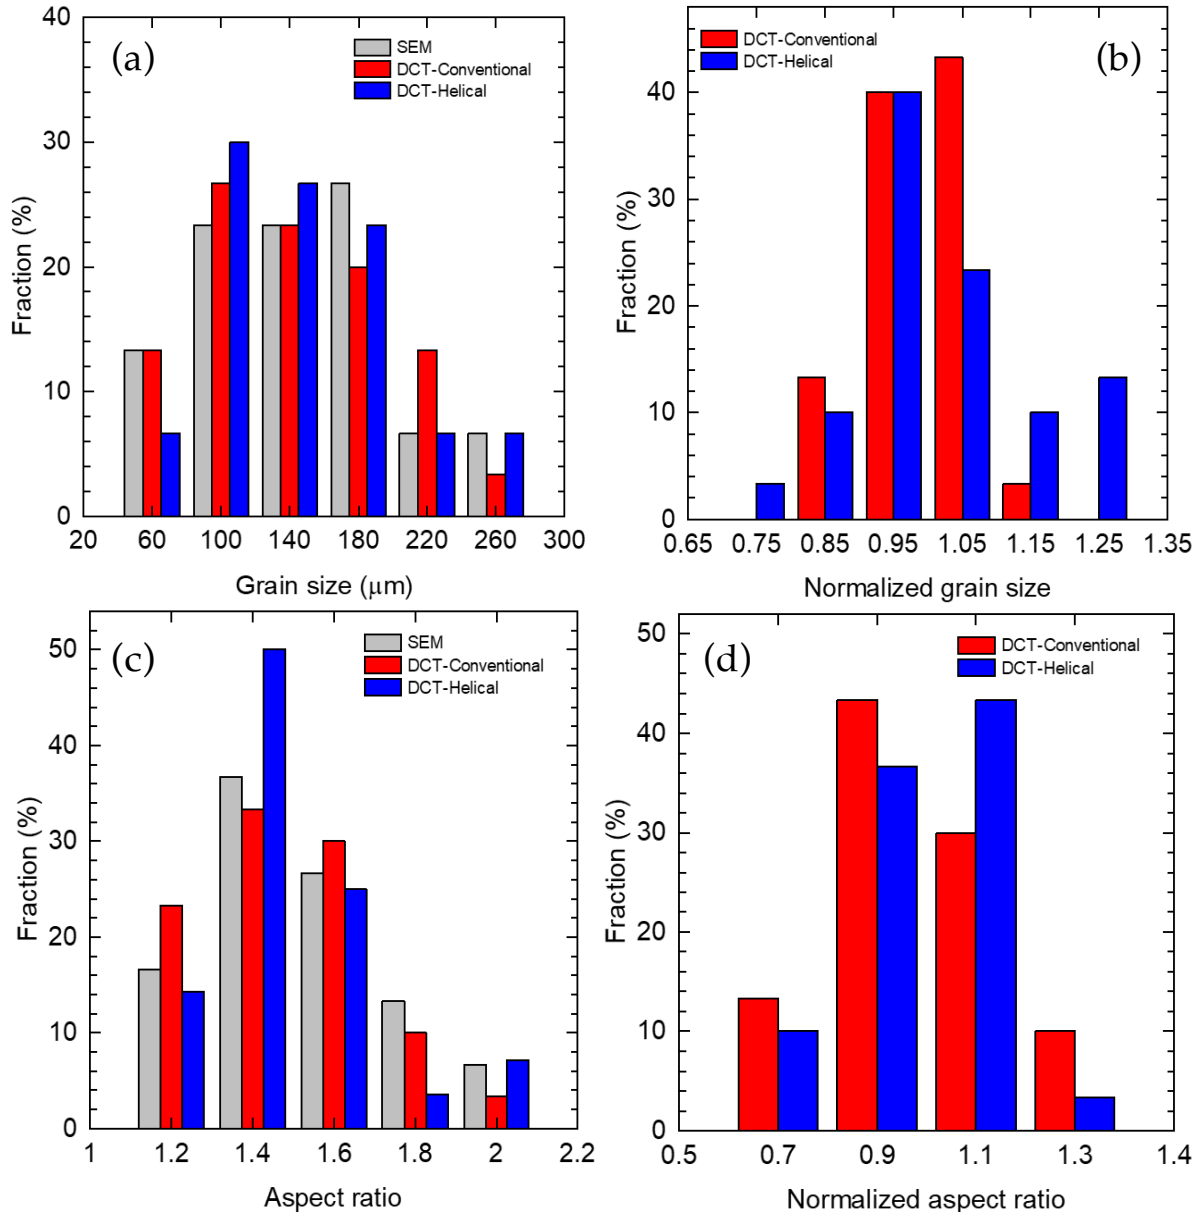 (a)
SEM
DCT-Conventional
DCT-Helical
Fraction (%)
40
30
20
10
0
20 60 100 140 180 220 260 300
Grain size (μm)
(b)
DCT-Conventional
DCT-Helical
Fraction (%)
40
30
20
10
0
0.65 0.75 0.85 0.95 1.05 1.15 1.25 1.35
Normalized grain size
(c)
SEM
DCT-Conventional
DCT-Helical
Fraction (%)
50
40
30
20
10
0
1 1.2 1.4 1.6 1.8 2 2.2
Aspect ratio
(d)
DCT-Conventional
DCT-Helical
Fraction (%)
50
40
30
20
10
0
0.5 0.7 0.9 1.1 1.3 1.4
Normalized aspect ratio